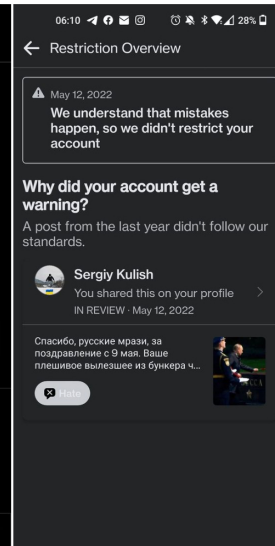 06:10 28%
Restriction Overview
May 12, 2022
We understand that mistakes
happen, so we didn't restrict your
account
Why did your account get a
warning?
A post from the last year didn't follow our
standards.
Sergiy Kulish
You shared this on your profile
IN REVIEW · May 12, 2022
Спасибо, русские мрази, за
поздравление с 9 мая. Ваше
плешивое вылезшее из бункера ч...
Hate